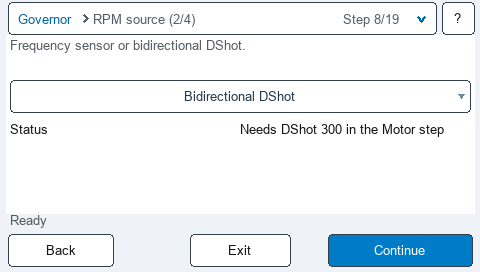 Governor > RPM source (2/4) Step 8/19
?
Frequency sensor or bidirectional DShot.
Bidirectional DShot
Status Needs DShot 300 in the Motor step
Ready
Back Exit Continue